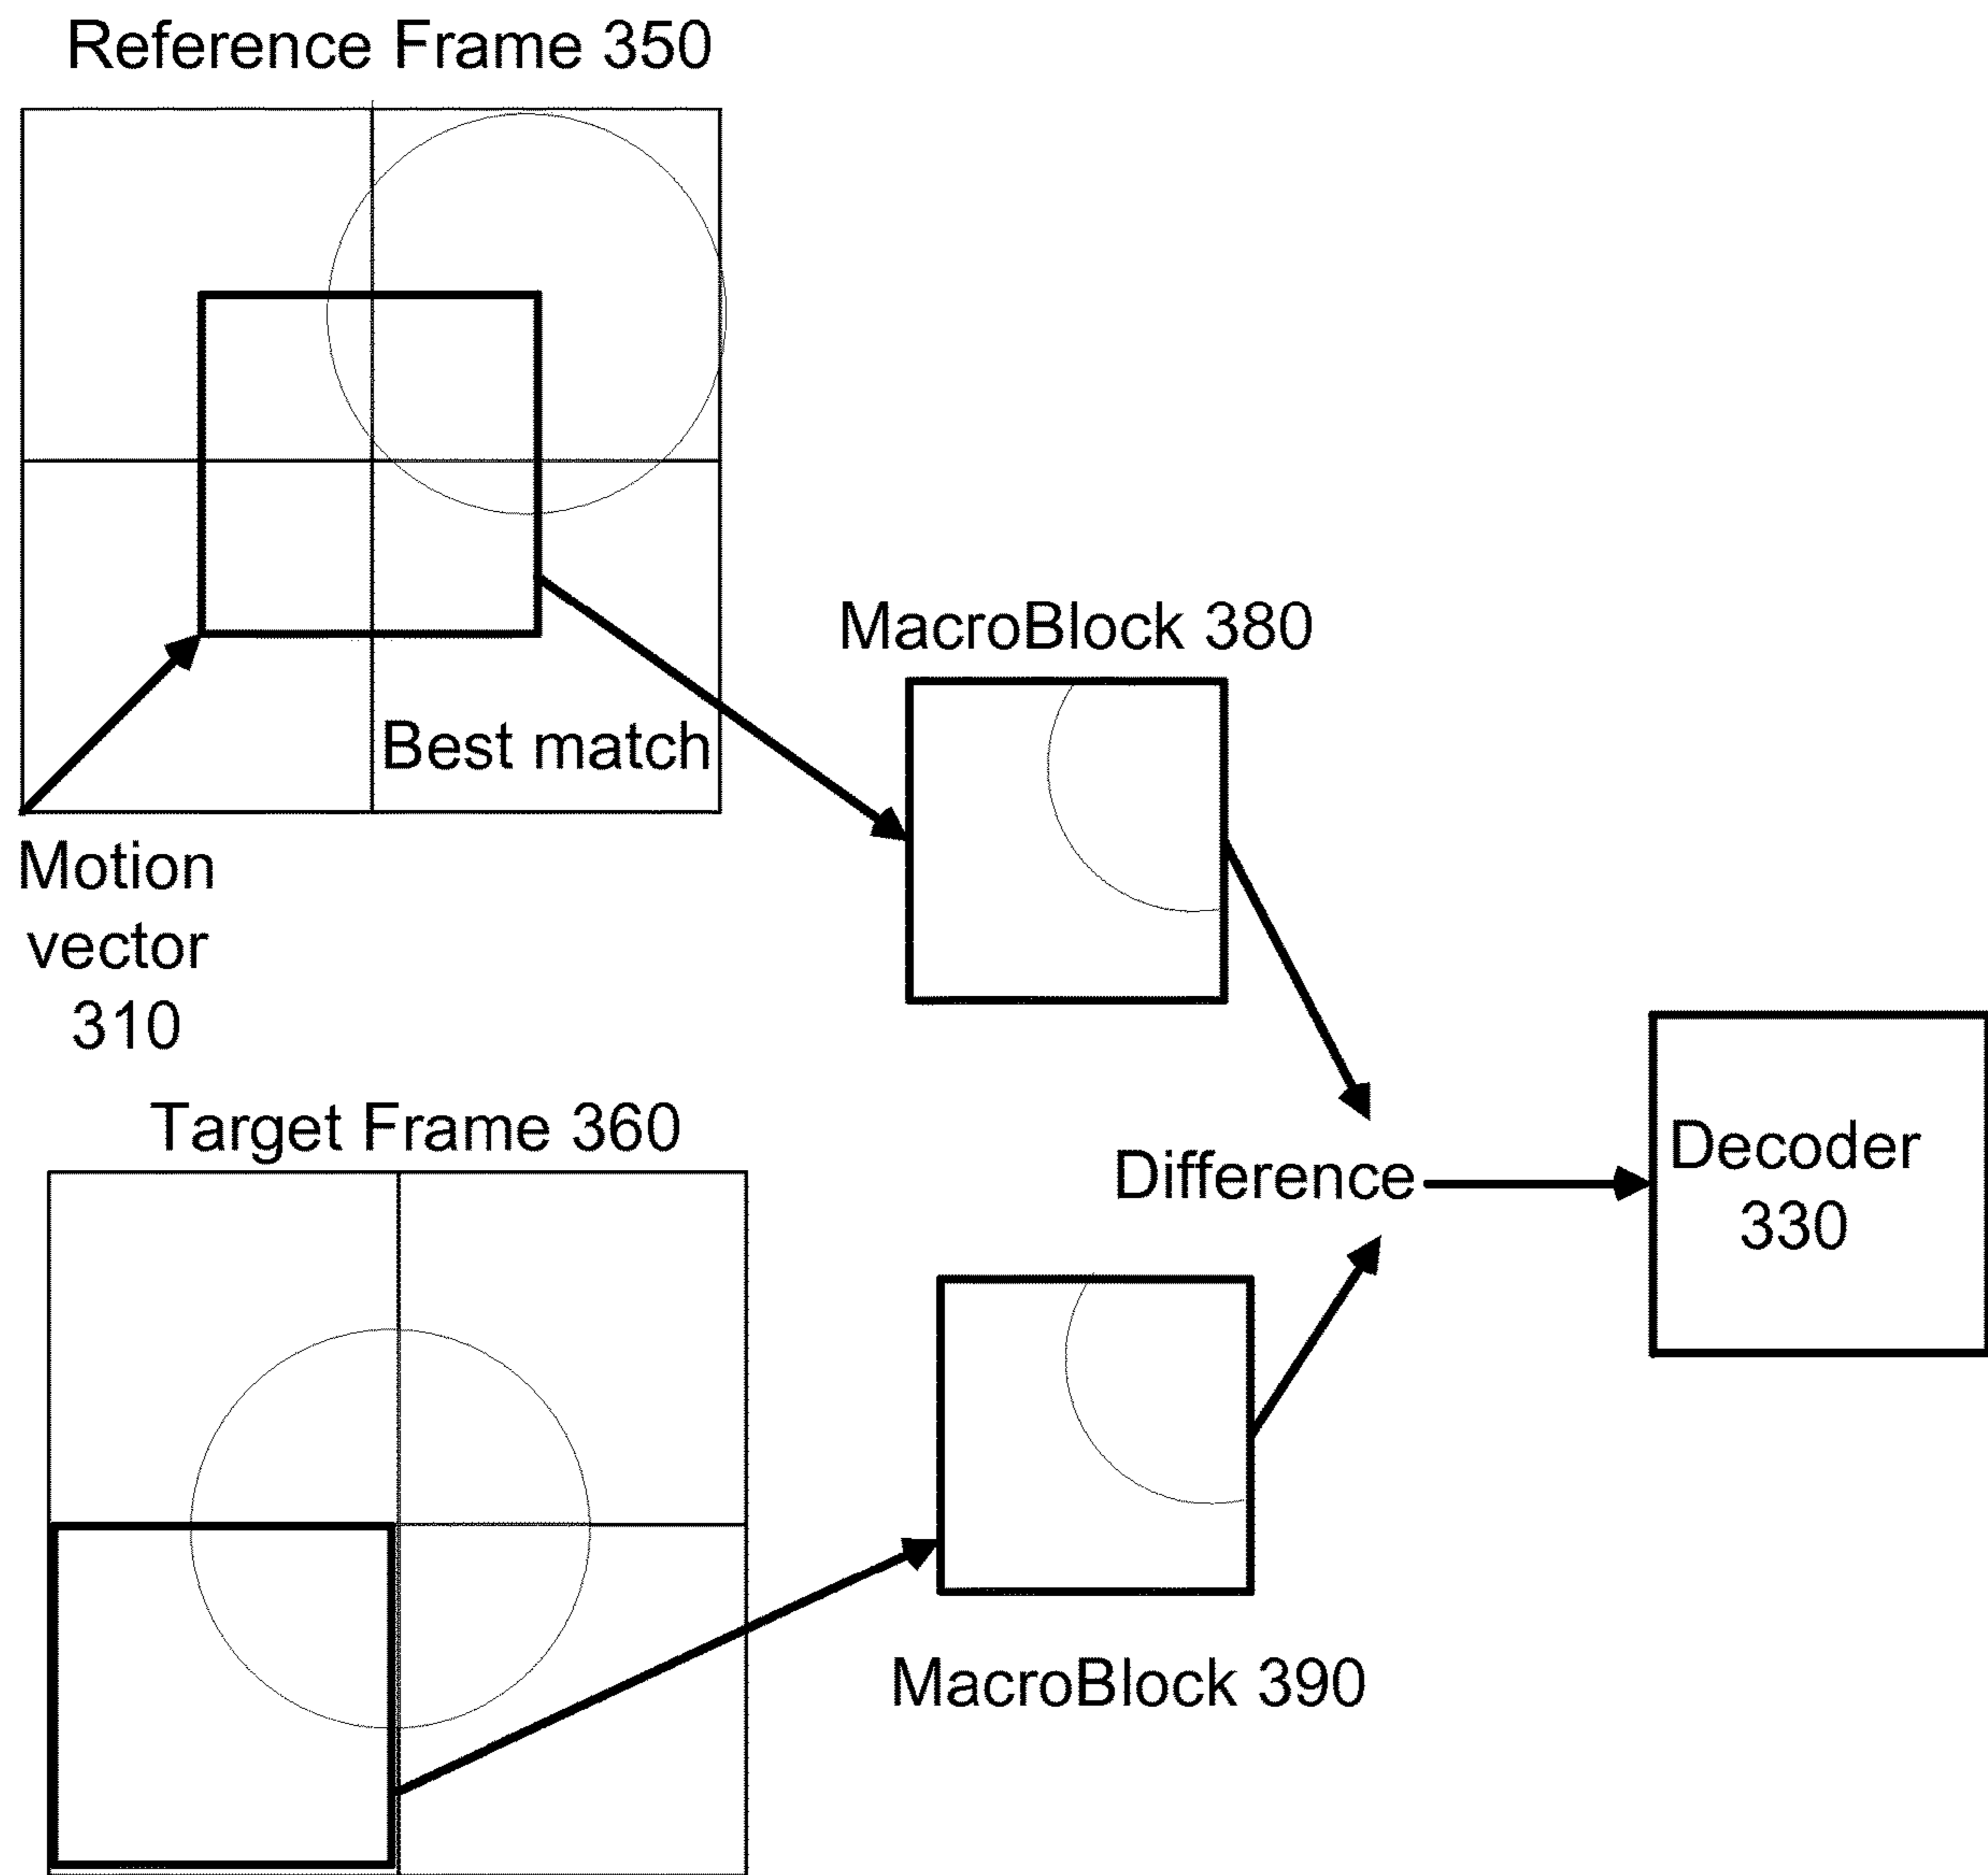 Reference Frame 350
Best match
Motion
vector
310
MacroBlock 380
Target Frame 360
Difference
Decoder
330
MacroBlock 390